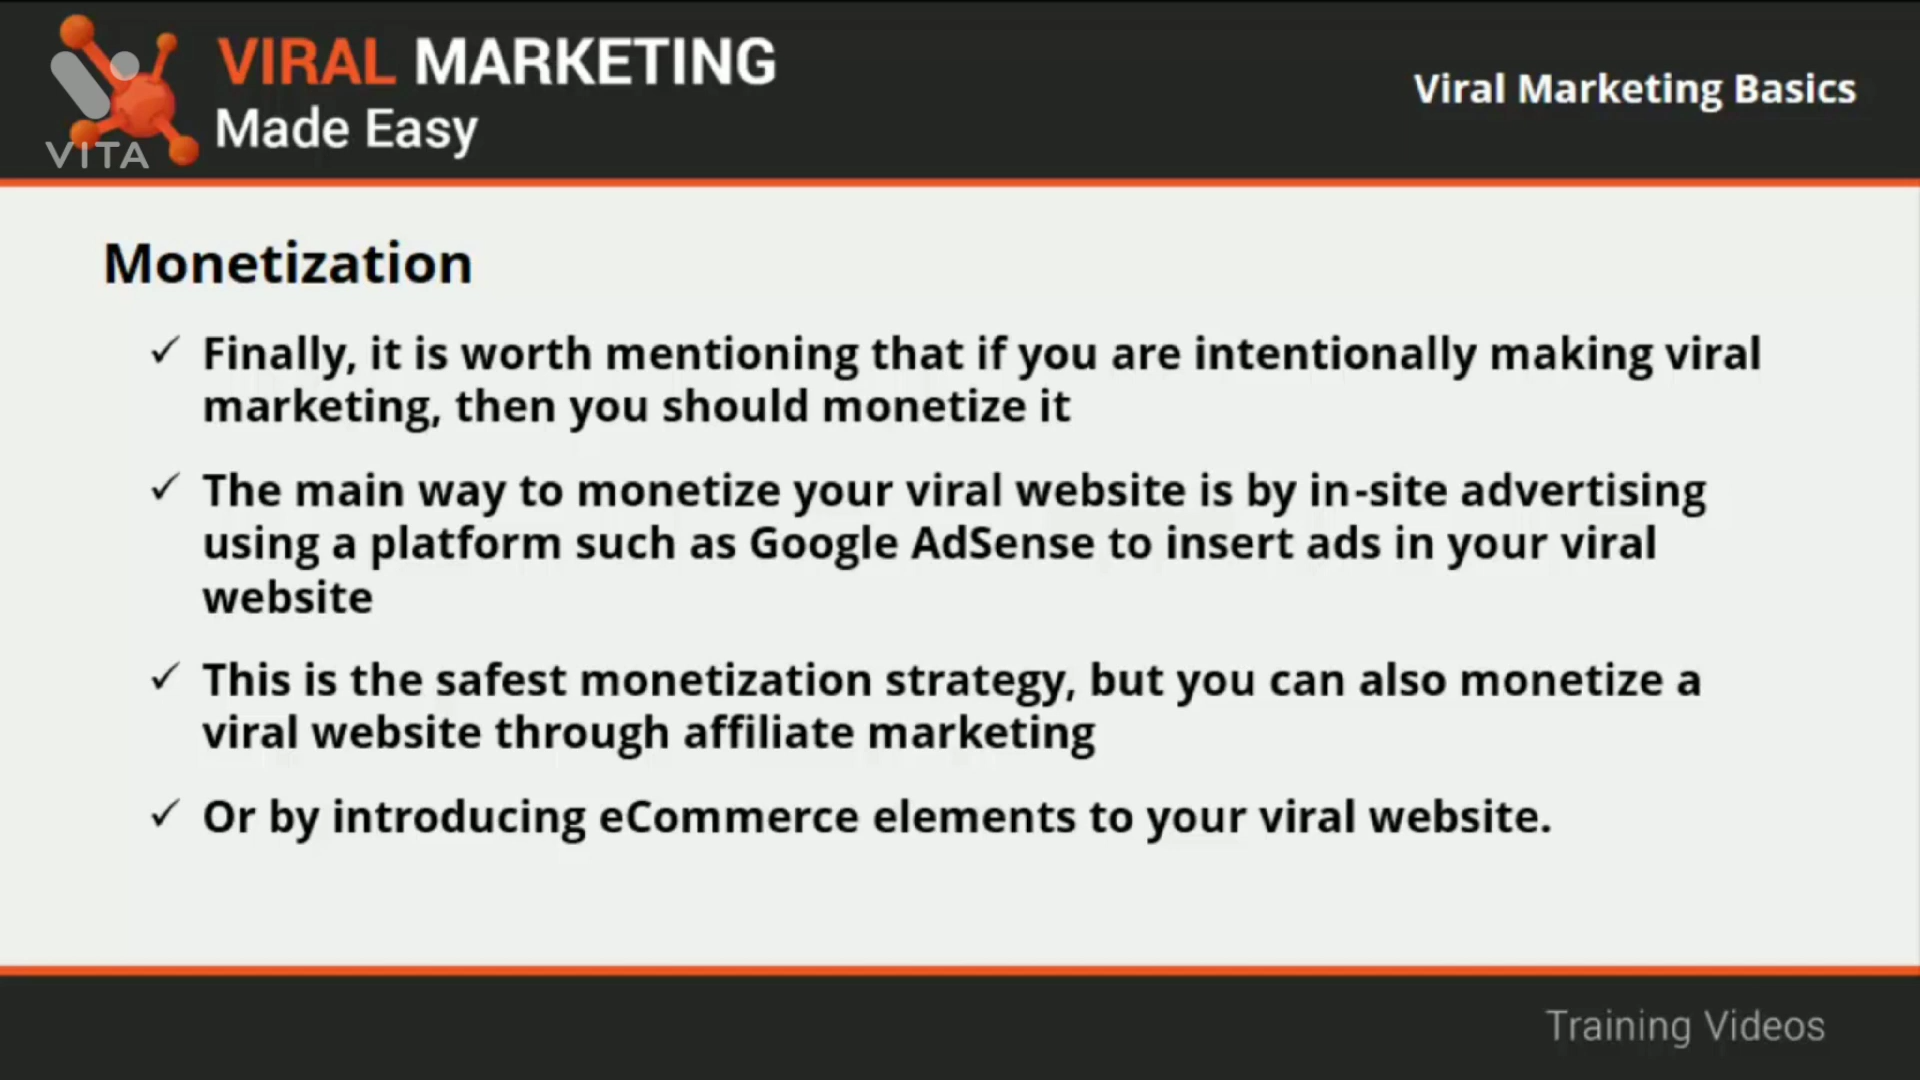 VIRAL MARKETING
Made Easy
VITA
Viral Marketing Basics
Monetization
✓ Finally, it is worth mentioning that if you are intentionally making viral
marketing, then you should monetize it
✓ The main way to monetize your viral website is by in-site advertising
using a platform such as Google AdSense to insert ads in your viral
website
✓ This is the safest monetization strategy, but you can also monetize a
viral website through affiliate marketing
✓ Or by introducing eCommerce elements to your viral website.
Training Videos